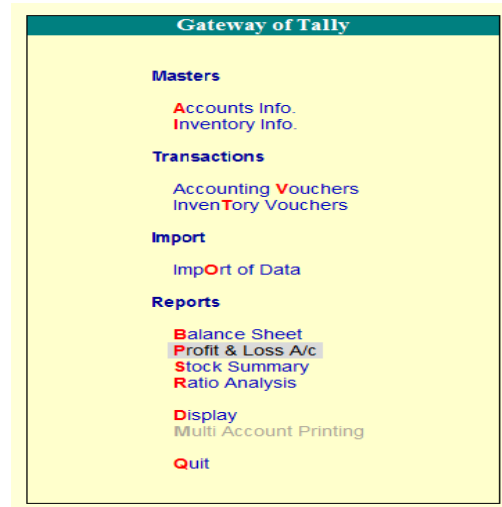 Gateway of Tally
Masters
Accounts Info.
Inventory Info.
Transactions
Accounting Vouchers
InvenTory Vouchers
Import
ImpOrt of Data
Reports
Balance Sheet
Profit & Loss A/c
Stock Summary
Ratio Analysis
Display
Multi Account Printing
Quit